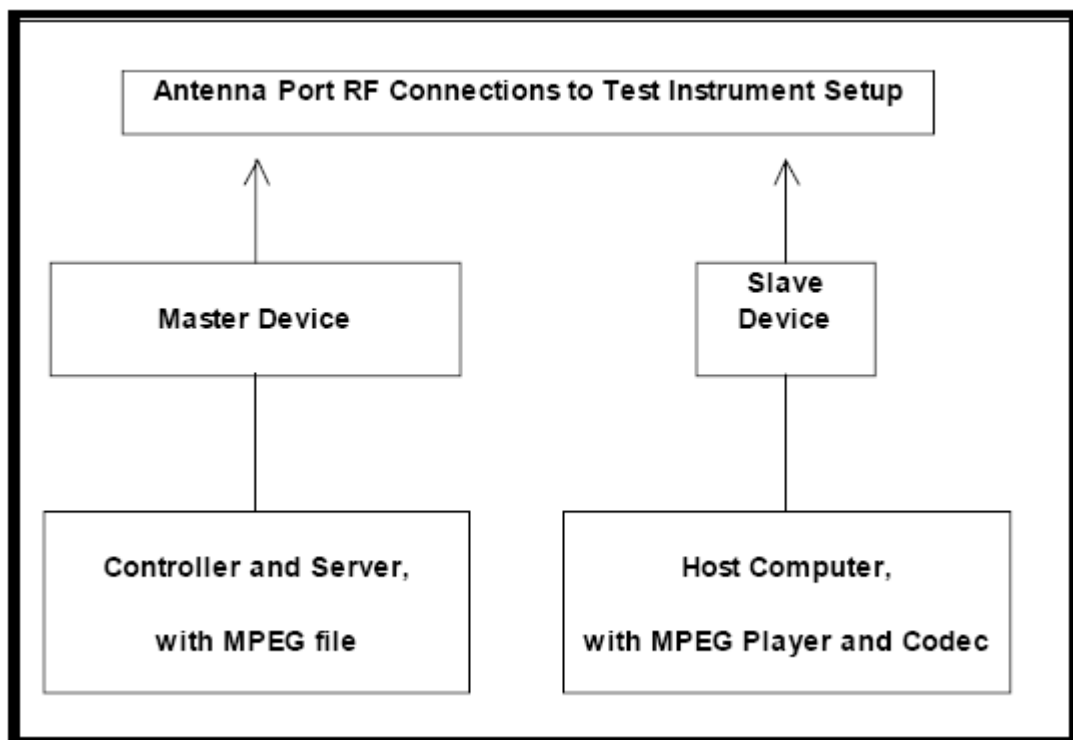 Antenna Port RF Connections to Test Instrument Setup
Master Device
Slave
Device
Controller and Server,
with MPEG file
Host Computer,
with MPEG Player and Codec